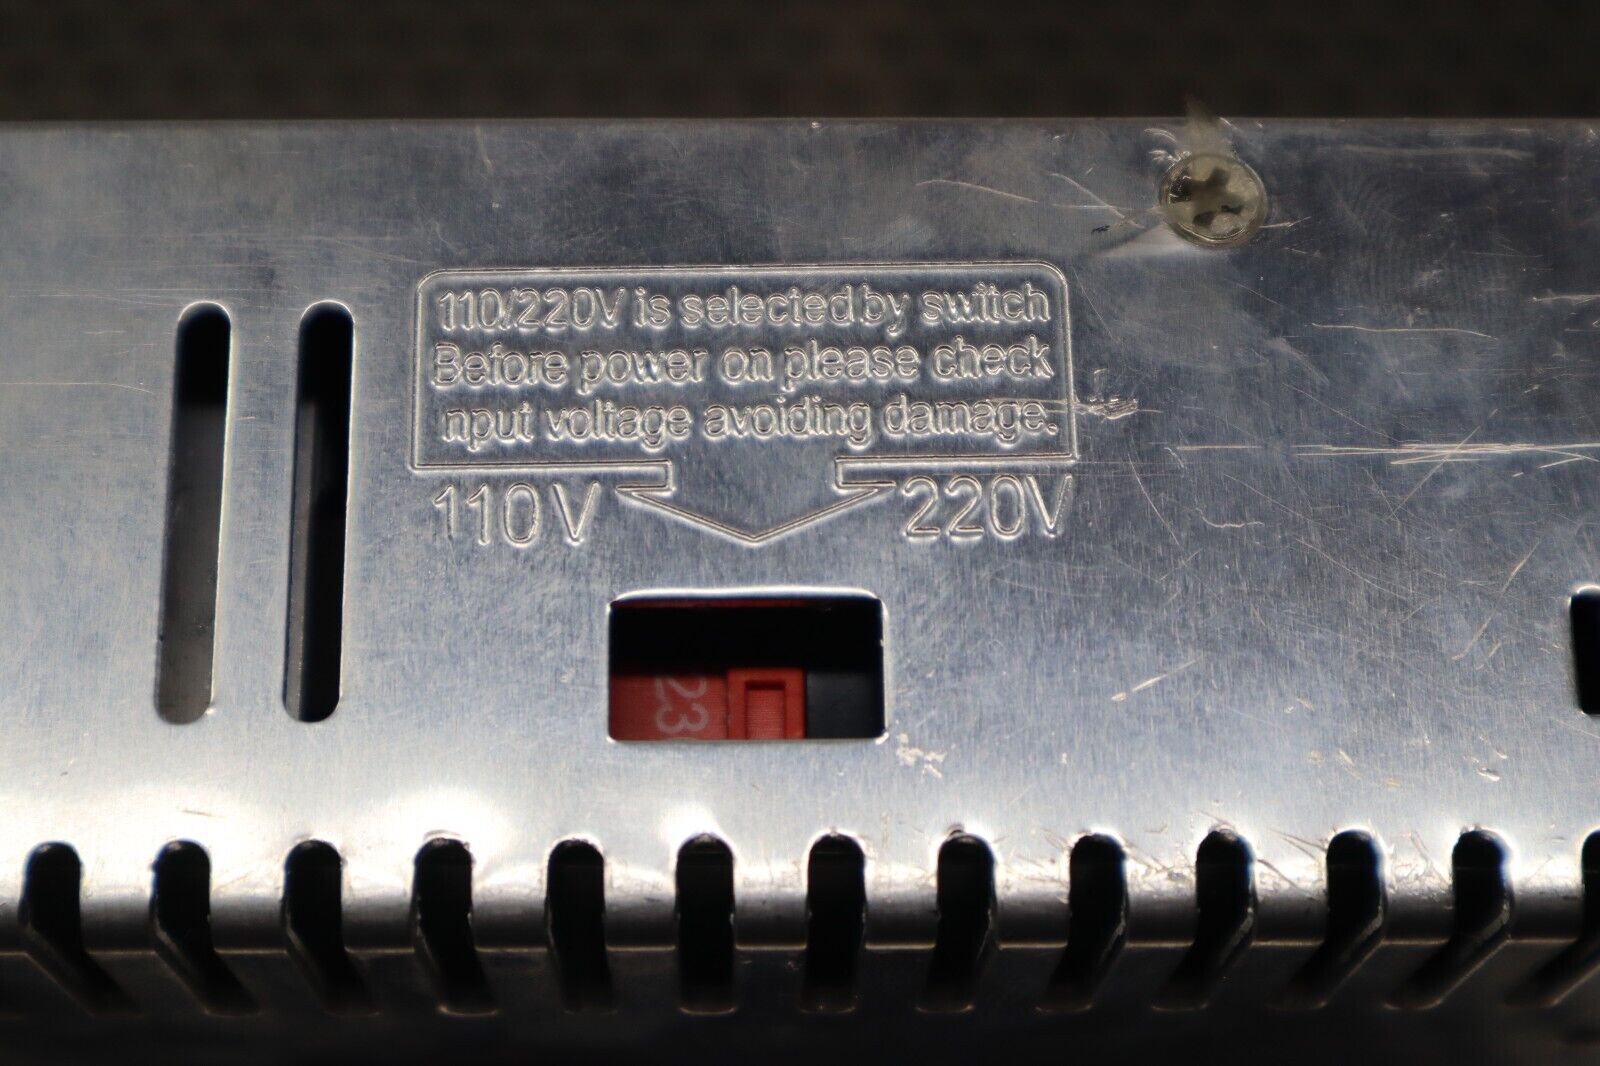 110/220V is selected by switch
Before power on please check
nput voltage avoiding damage.
110V 220V
23